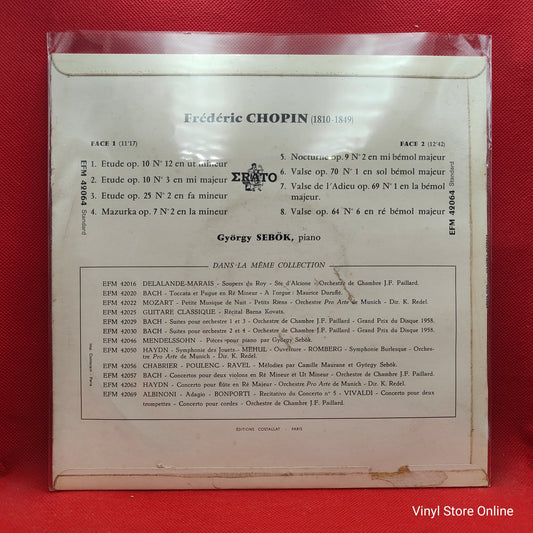 Frédéric CHOPIN (1810-1849)
FACE 1 (11'17)
FACE 2 (12'42)
EFM 42064 Standard
1. Etude op. 10 N° 12 en ut mineur
2. Etude op. 10 N° 3 en mi majeur
3. Etude op. 25 N° 2 en fa mineur
4. Mazurka op. 7 N° 2 en la mineur
ERATO
5. Nocturne op. 9 N° 2 en mi bémol majeur
6. Valse op. 70 N° 1 en sol bémol majeur
7. Valse de l'Adieu op. 69 N° 1 en la bémol
majeur.
8. Valse op. 64 N° 6 en ré bémol majeur
EFM 42064 Standard
György SEBÖK, piano
DANS LA MÊME COLLECTION
EFM 42016 DELALANDE-MARAIS - Soupers du Roy - Ste d'Alcione - Orchestre de Chambre J.F. Paillard.
EFM 42020 BACH - Toccata et Fugue en Ré Mineur - A l'orgue : Maurice Duruflé.
EFM 42022 MOZART - Petite Musique de Nuit - Petits Riens - Orchestre Pro Arte de Munich - Dir. K. Redel.
EFM 42025 GUITARE CLASSIQUE - Récital Barna Kovats.
EFM 42029 BACH - Suites pour orchestre 1 et 3 - Orchestre de Chambre J.F. Paillard - Grand Prix du Disque 1958.
EFM 42030 BACH - Suites pour orchestre 2 et 4 - Orchestre de Chambre J.F. Paillard - Grand Prix du Disque 1958.
EFM 42046 MENDELSSOHN - Pièces pour piano par György Sebök.
EFM 42050 HAYDN - Symphonie des Jouets - MEHUL - Ouverture - ROMBERG - Symphonie Burlesque - Orches-
tre Pro Arte de Munich - Dir. K. Redel.
EFM 42056 CHABRIER - POULENC - RAVEL - Mélodies par Camille Maurane et György Sebök.
EFM 42057 BACH - Concertos pour deux violons en Ré Mineur et Ut Mineur - Orchestre de Chambre J.F. Paillard.
EFM 42062 HAYDN - Concerto pour flûte en Ré Majeur - Orchestre Pro Arte de Munich - Dir. K. Redel.
EFM 42069 ALBINONI - Adagio - BONPORTI - Recitativo du Concerto n° 5 - VIVALDI - Concerto pour deux
trompettes - Concerto pour cordes - Orchestre de Chambre J.F. Paillard.
EDITIONS COSTALLAT - PARIS
Vinyl Store Online